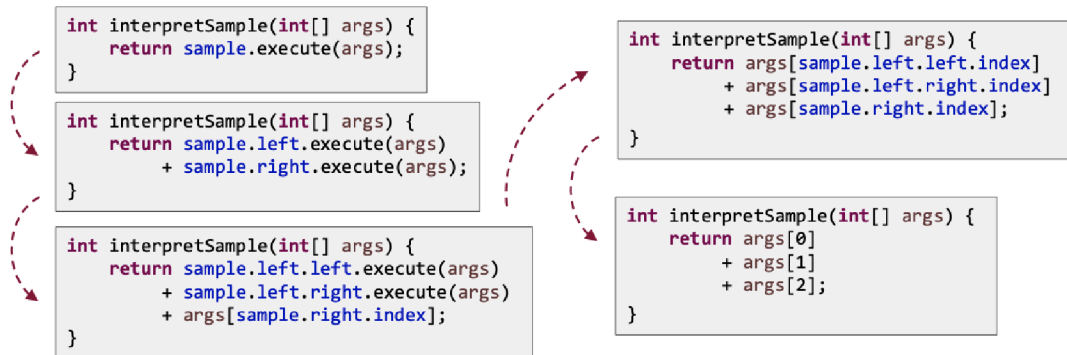 int interpretSample(int[] args) {
return sample.execute(args);
}
int interpretSample(int[] args) {
return sample.left.execute(args)
+ sample.right.execute(args);
}
int interpretSample(int[] args) {
return sample.left.left.execute(args)
+ sample.left.right.execute(args)
+ args[sample.right.index];
}
int interpretSample(int[] args) {
return args[sample.left.left.index]
+ args[sample.left.right.index]
+ args[sample.right.index];
}
int interpretSample(int[] args) {
return args[0]
+ args[1]
+ args[2];
}